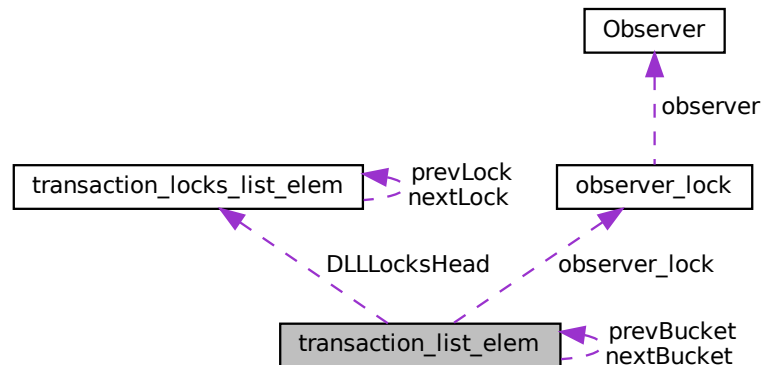 Observer
observer
transaction_locks_list_elem
prevLock
nextLock
observer_lock
DLLLocksHead
observer_lock
transaction_list_elem
prevBucket
nextBucket